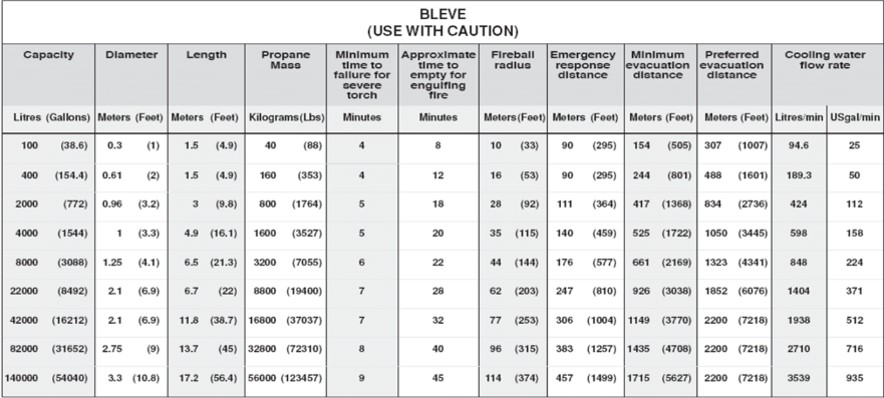 BLEVE
(USE WITH CAUTION)
Capacity Diameter Length Propane Mass Minimum time to failure for severe torch Approximate time to empty for engulfing fire Fireball radius Emergency response distance Minimum evacuation distance Preferred evacuation distance Cooling water flow rate
Litres (Gallons) Meters (Feet) Meters (Feet) Kilograms(Lbs) Minutes Minutes Meters(Feet) Meters (Feet) Meters (Feet) Meters (Feet) Litres/min USgal/min
100 (38.6) 0.3 (1) 1.5 (4.9) 40 (88) 4 8 10 (33) 90 (295) 154 (505) 307 (1007) 94.6 25
400 (154.4) 0.61 (2) 1.5 (4.9) 160 (353) 4 12 16 (53) 90 (295) 244 (801) 488 (1601) 189.3 50
2000 (772) 0.96 (3.2) 3 (9.8) 800 (1764) 5 18 28 (92) 111 (364) 417 (1368) 834 (2736) 424 112
4000 (1544) 1 (3.3) 4.9 (16.1) 1600 (3527) 5 20 35 (115) 140 (459) 525 (1722) 1050 (3445) 598 158
8000 (3088) 1.25 (4.1) 6.5 (21.3) 3200 (7055) 6 22 44 (144) 176 (577) 661 (2169) 1323 (4341) 848 224
22000 (8492) 2.1 (6.9) 6.7 (22) 8800 (19400) 7 28 62 (203) 247 (810) 926 (3038) 1852 (6076) 1404 371
42000 (16212) 2.1 (6.9) 11.8 (38.7) 16800 (37037) 7 32 77 (253) 306 (1004) 1149 (3770) 2200 (7218) 1938 512
82000 (31652) 2.75 (9) 13.7 (45) 32800 (72310) 8 40 96 (315) 383 (1257) 1435 (4708) 2200 (7218) 2710 716
140000 (54040) 3.3 (10.8) 17.2 (56.4) 56000 (123457) 9 45 114 (374) 457 (1499) 1715 (5627) 2200 (7218) 3539 935